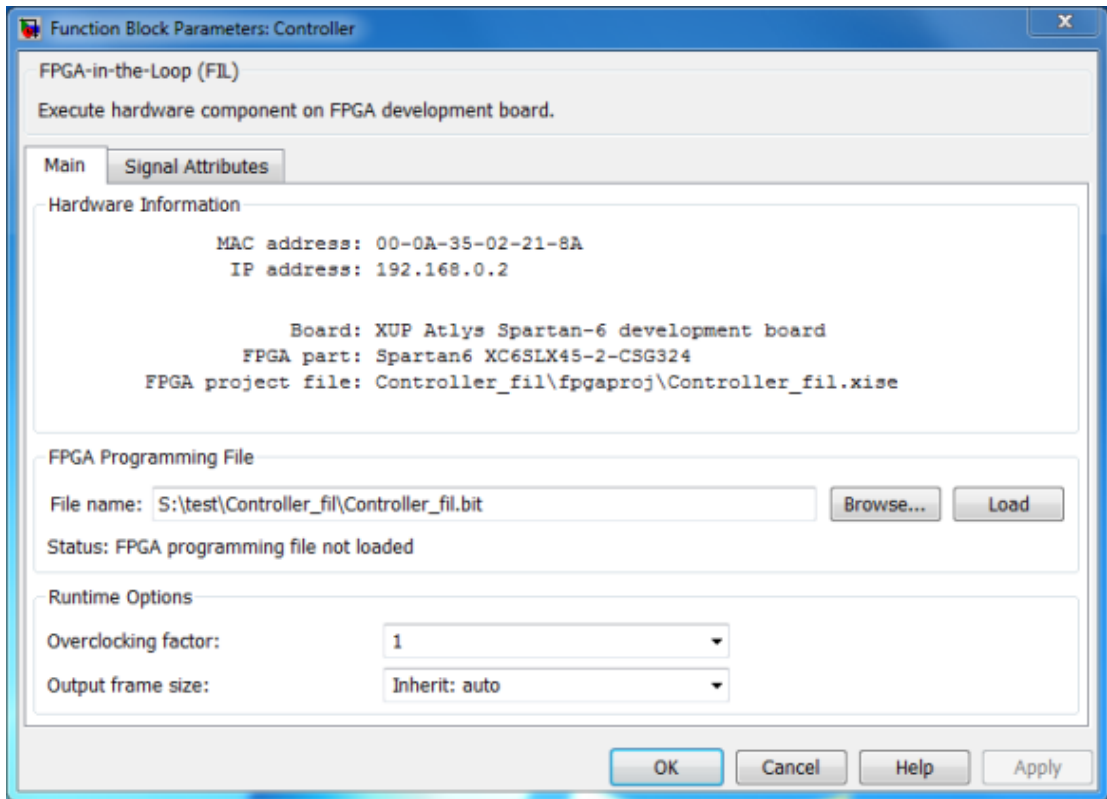 Function Block Parameters: Controller
x
FPGA-in-the-Loop (FIL)
Execute hardware component on FPGA development board.
Main Signal Attributes
Hardware Information
MAC address: 00-0A-35-02-21-8A
IP address: 192.168.0.2
Board: XUP Atlys Spartan-6 development board
FPGA part: Spartan6 XC6SLX45-2-CSG324
FPGA project file: Controller_fil\fpgaproj\Controller_fil.xise
FPGA Programming File
File name: S:\test\Controller_fil\Controller_fil.bit Browse... Load
Status: FPGA programming file not loaded
Runtime Options
Overclocking factor: 1
Output frame size: Inherit: auto
OK Cancel Help Apply